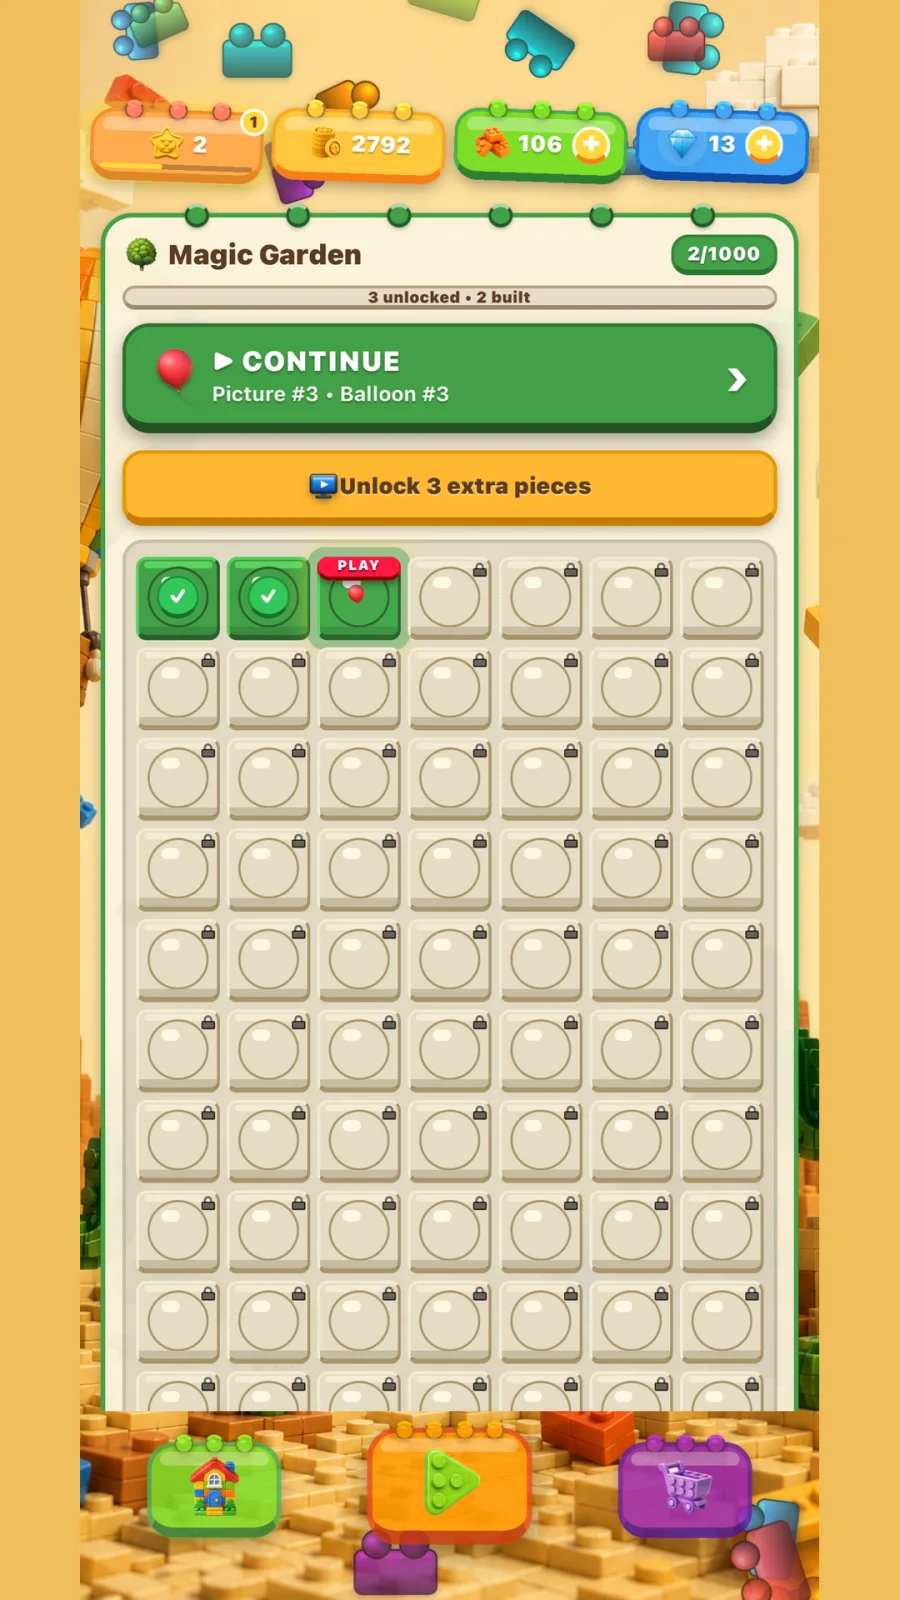 2
1
2792
106
13
Magic Garden
2/1000
3 unlocked • 2 built
▶ CONTINUE
Picture #3 • Balloon #3
Unlock 3 extra pieces
PLAY